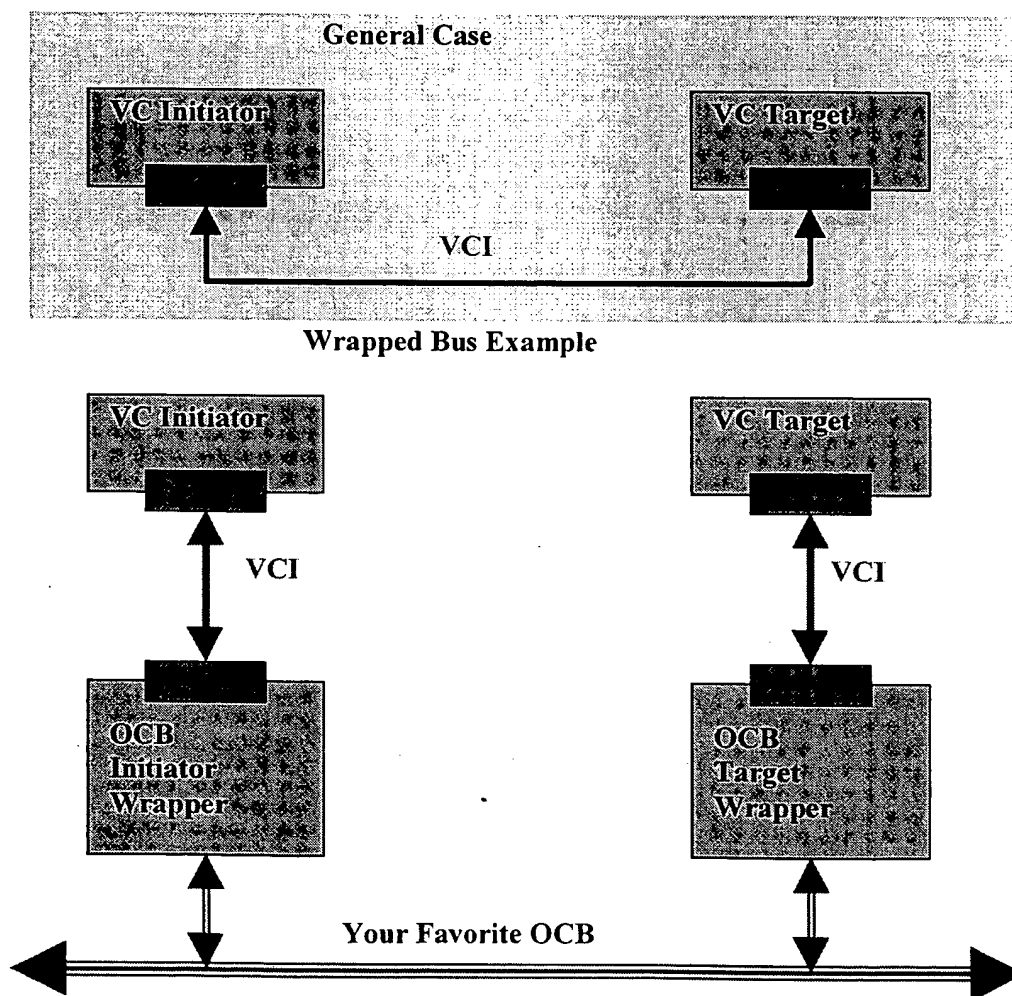 General Case
VC Initiator
VC Target
VCI
Wrapped Bus Example
VC Initiator
VC Target
VCI
VCI
OCB
Initiator
Wrapper
OCB
Target
Wrapper
Your Favorite OCB